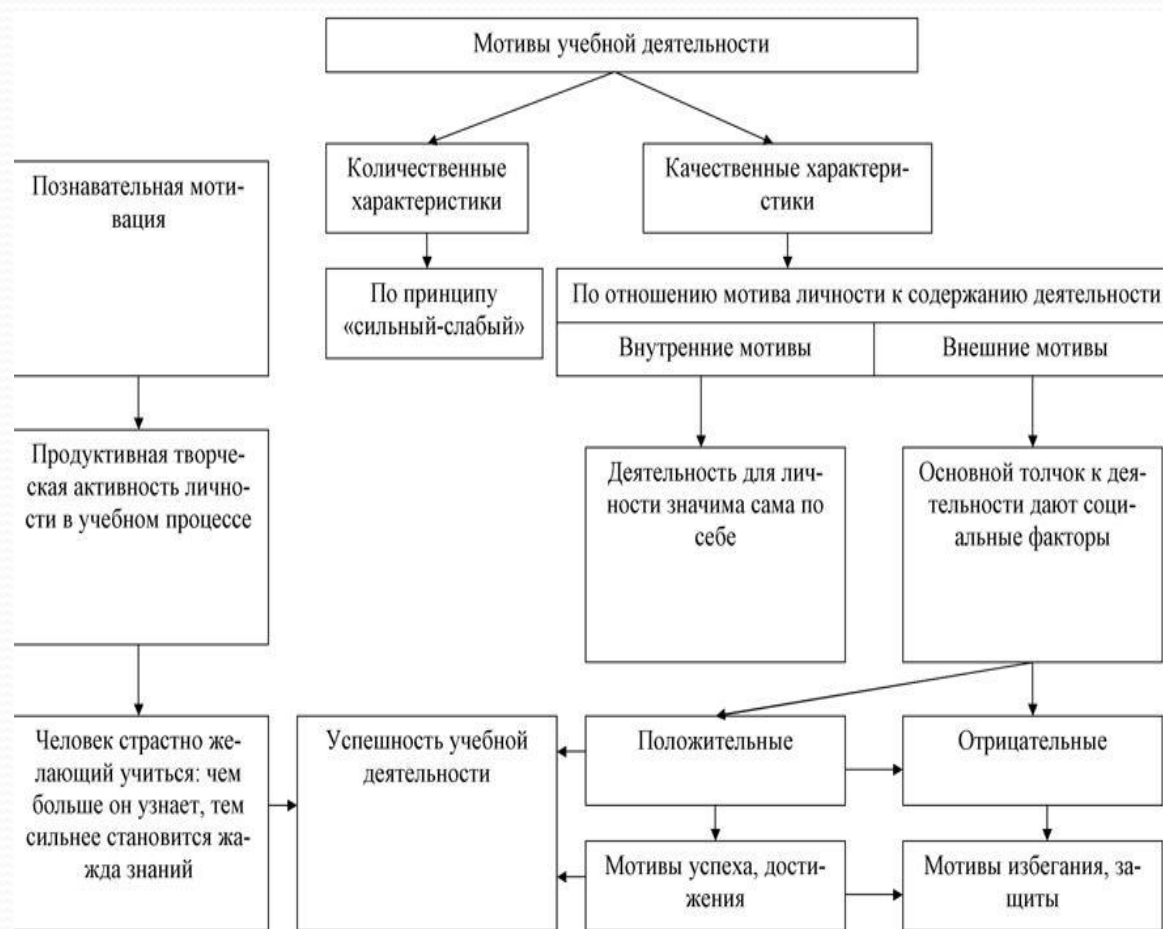 Мотивы учебной деятельности
Количественные
характеристики
Качественные характери-
стики
Познавательная моти-
вация
По принципу
«сильный-слабый»
По отношению мотива личности к содержанию деятельности
Внутренние мотивы
Внешние мотивы
Продуктивная творче-
ская активность лично-
сти в учебном процессе
Деятельность для лич-
ности значима сама по
себе
Основной толчок к дея-
тельности дают соци-
альные факторы
Человек страстно же-
лающий учиться: чем
больше он узнает, тем
сильнее становится жа-
жда знаний
Успешность учебной
деятельности
Положительные
Отрицательные
Мотивы успеха, дости-
жения
Мотивы избегания, за-
щиты